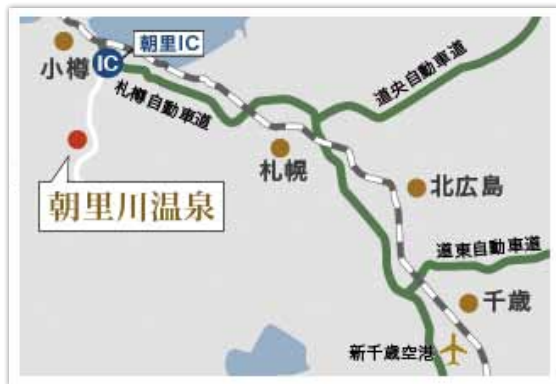 朝里IC
小樽
IC
札樽自動車道
道央自動車道
札幌
北広島
朝里川温泉
道東自動車道
千歳
新千歳空港